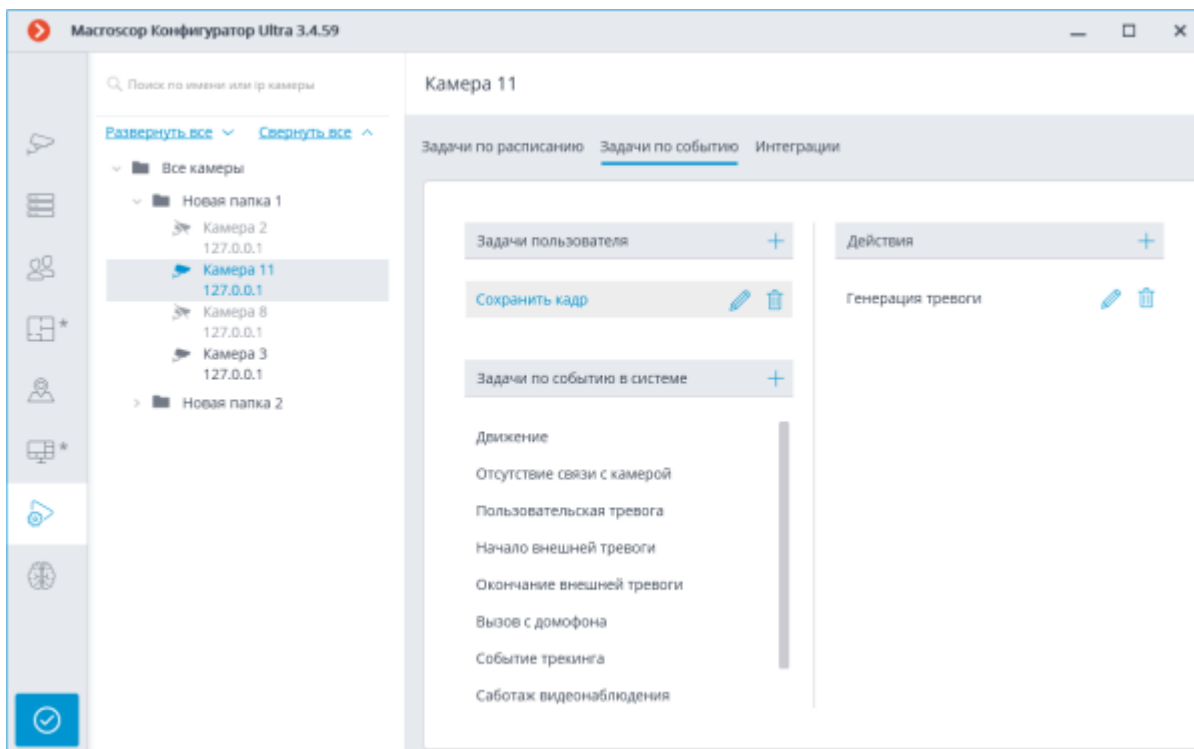 Macroscop Конфигуратор Ultra 3.4.59
Поиск по имени или ip камеры
Развернуть все
Свернуть все
Все камеры
Новая папка 1
Камера 2
127.0.0.1
Камера 11
127.0.0.1
Камера 8
127.0.0.1
Камера 3
127.0.0.1
Новая папка 2
*
*
Камера 11
Задачи по расписанию
Задачи по событию
Интеграции
Задачи пользователя
Сохранить кадр
Задачи по событию в системе
Движение
Отсутствие связи с камерой
Пользовательская тревога
Начало внешней тревоги
Окончание внешней тревоги
Вызов с домофона
Событие трекинга
Саботаж видеонаблюдения
Действия
Генерация тревоги